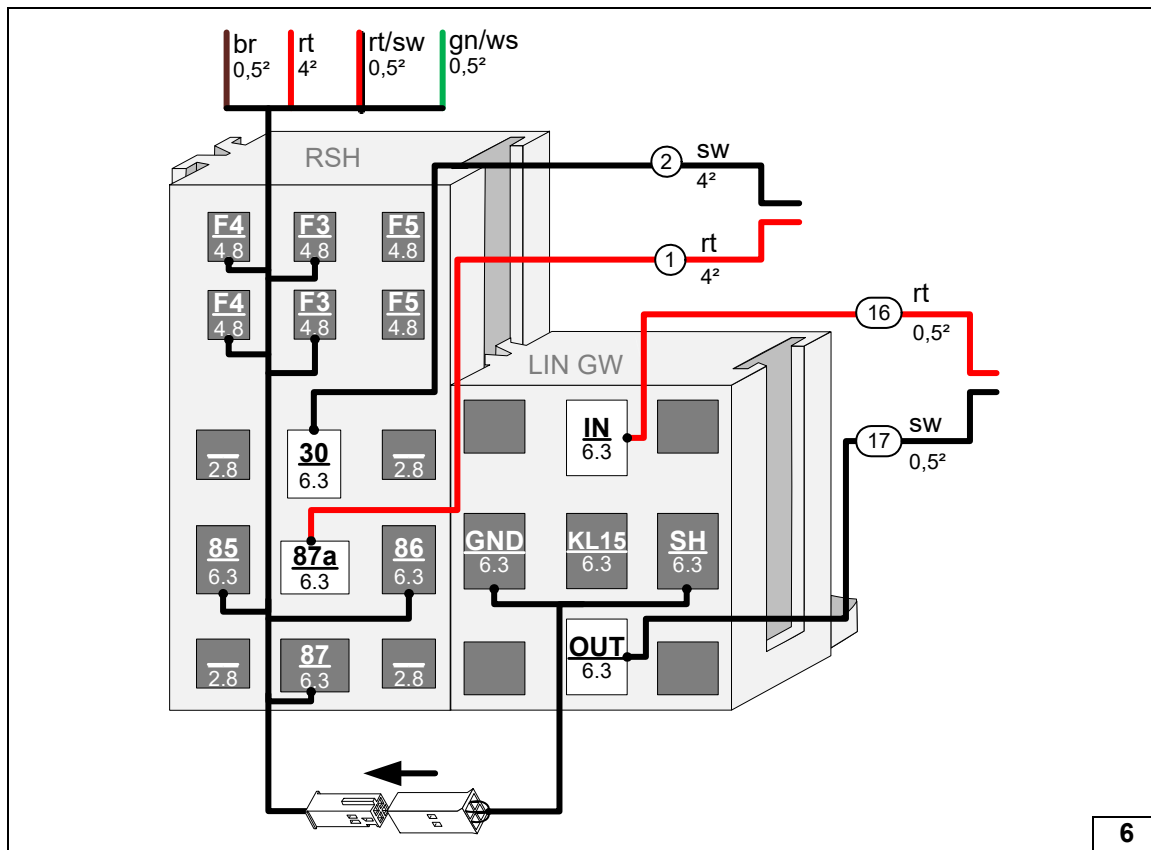 br rt rt/sw gn/ws
0,5² 4² 0,5² 0,5²
RSH
2 sw
4²
F4 F3 F5
4.8 4.8 4.8
1 rt
4²
F4 F3 F5
4.8 4.8 4.8
16 rt
0,5²
LIN GW
30
2.8 6.3 2.8
IN
6.3
17 sw
0,5²
85 87a 86
6.3 6.3 6.3
GND KL15 SH
6.3 6.3 6.3
87
2.8 6.3 2.8
OUT
6.3
6